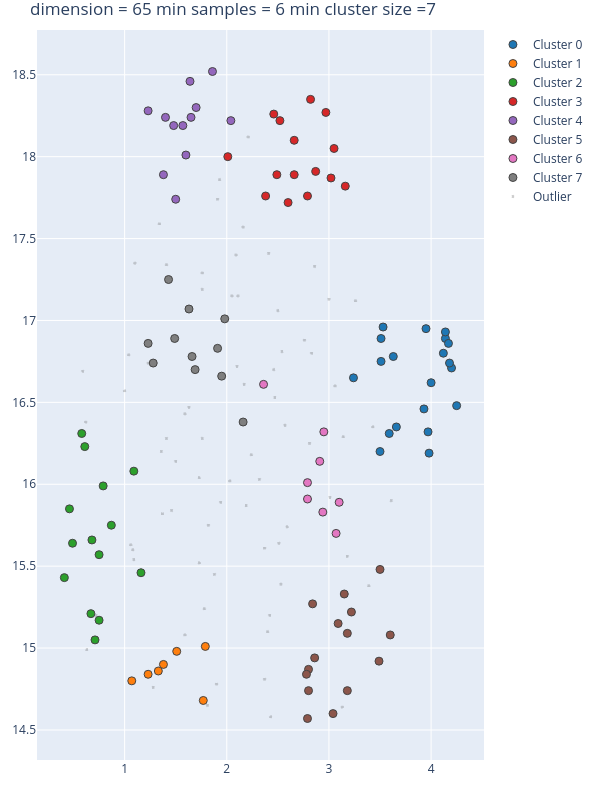 dimension = 65 min samples = 6 min cluster size =7
18.5
18
17.5
17
16.5
16
15.5
15
14.5
1
2
3
4
Cluster 0
Cluster 1
Cluster 2
Cluster 3
Cluster 4
Cluster 5
Cluster 6
Cluster 7
Outlier